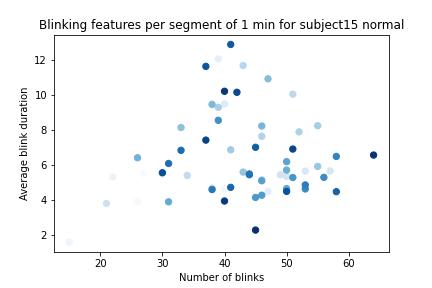 Blinking features per segment of 1 min for subject15 normal
Average blink duration
12
10
8
6
4
2
20 30 40 50 60
Number of blinks